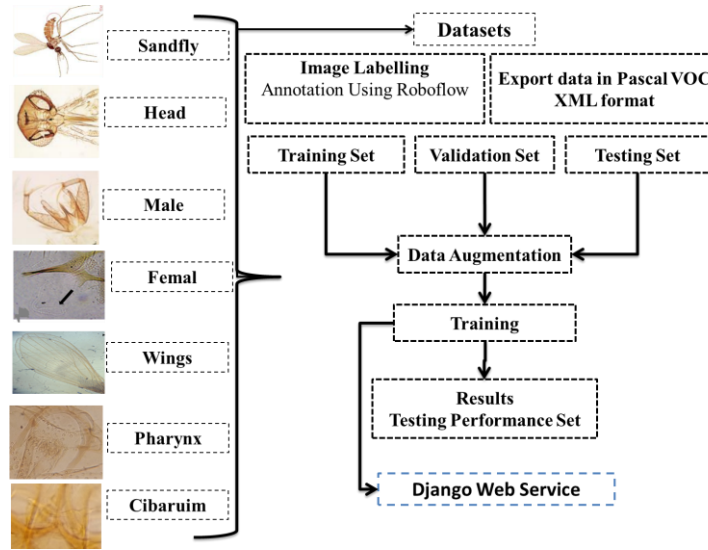 Sandfly
Head
Male
Femal
Wings
Pharynx
Cibaruim
Datasets
Image Labelling
Annotation Using Roboflow
Export data in Pascal VOC
XML format
Training Set
Validation Set
Testing Set
Data Augmentation
Training
Results
Testing Performance Set
Django Web Service